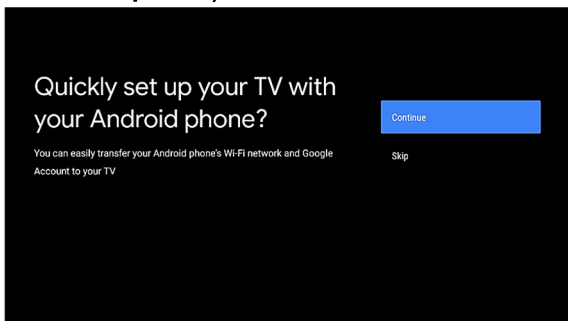 Quickly set up your TV with
your Android phone?
You can easily transfer your Android phone's Wi-Fi network and Google
Account to your TV
Continue
Skip